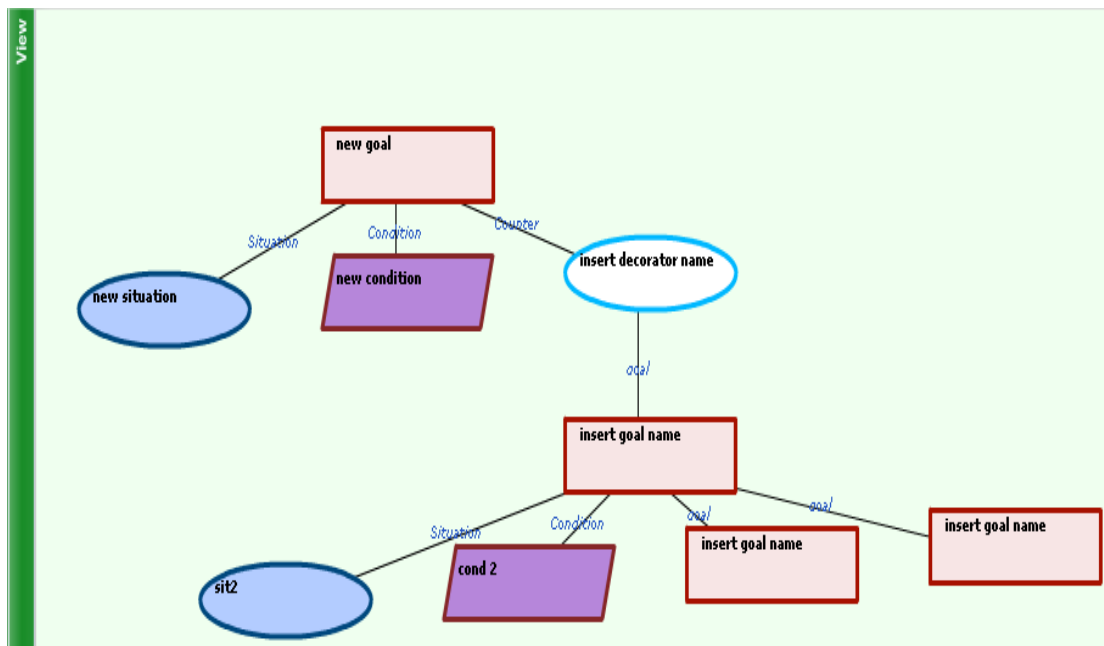 View
new goal
Situation
Condition
Counter
insert decorator name
new situation
new condition
goal
insert goal name
Situation
Condition
goal
goal
sit2
cond 2
insert goal name
insert goal name